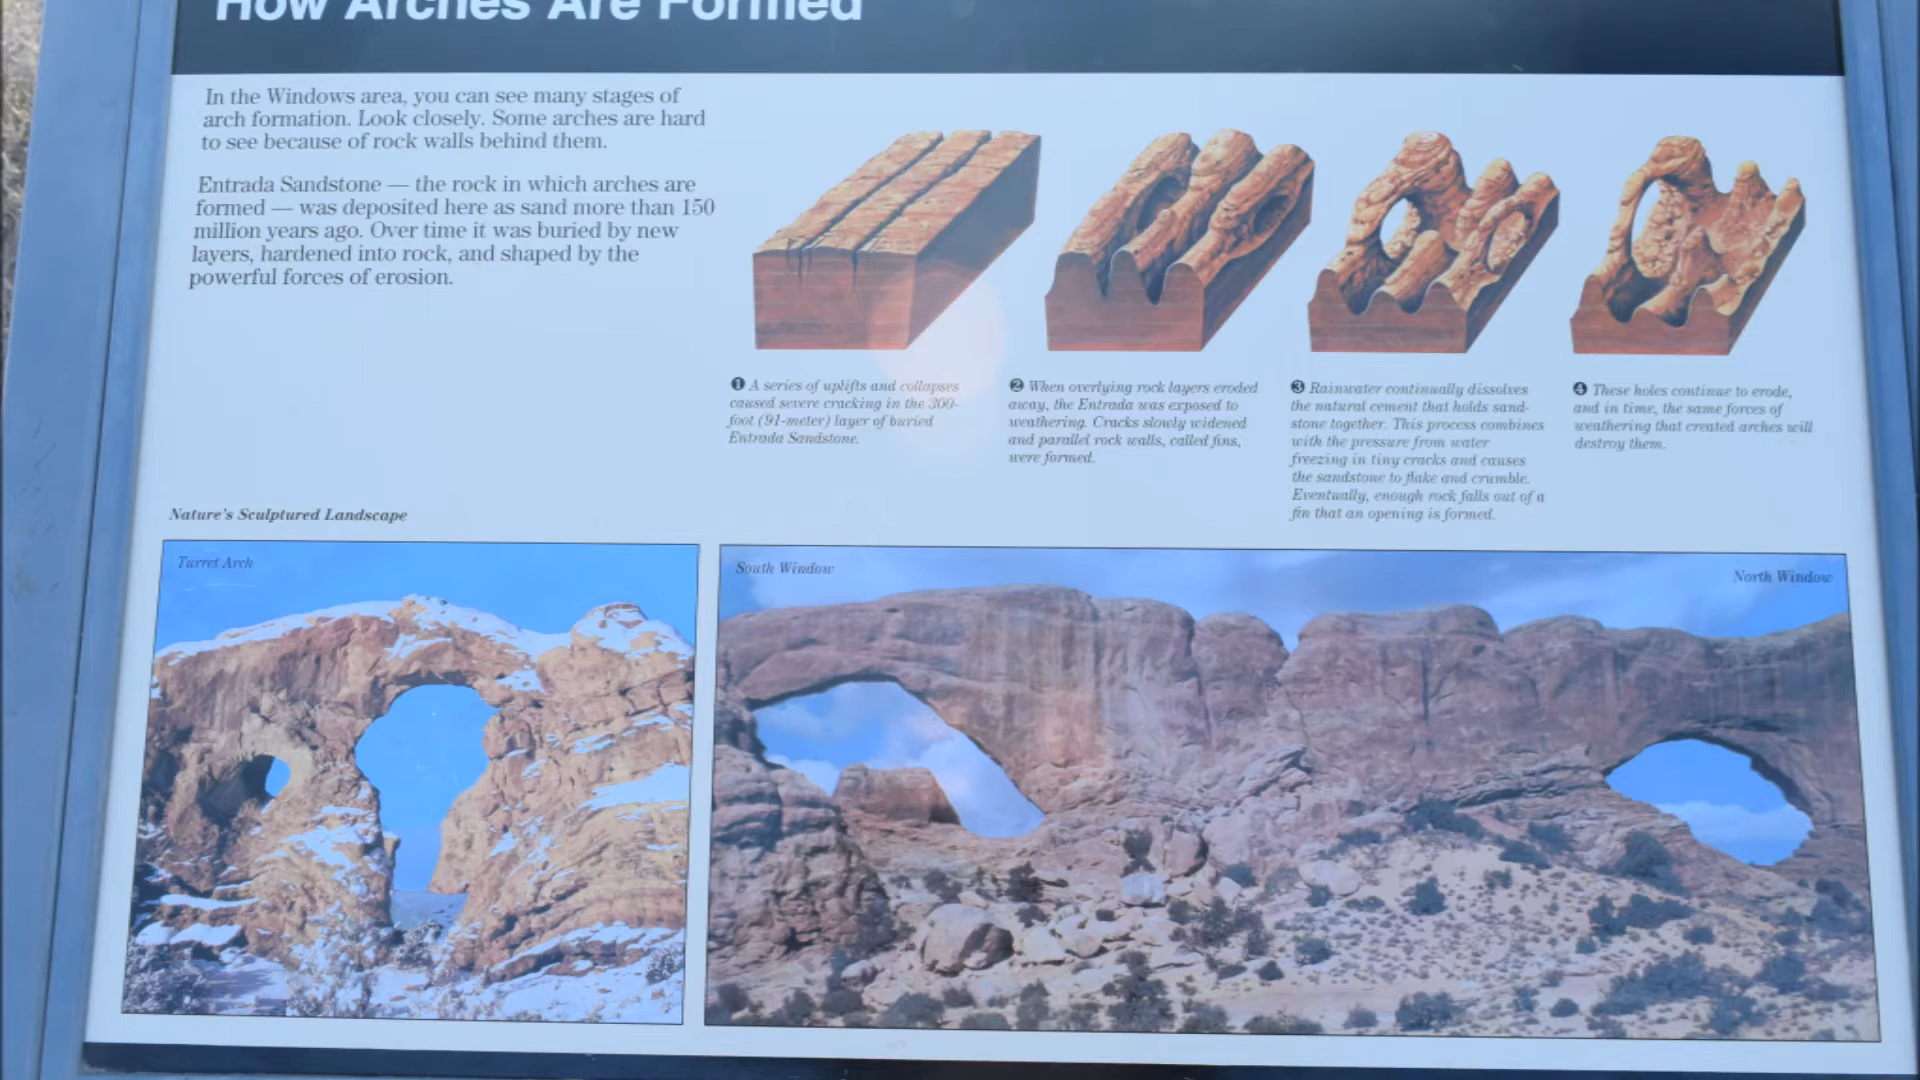 How Arches Are Formed
In the Windows area, you can see many stages of
arch formation. Look closely. Some arches are hard
to see because of rock walls behind them.
Entrada Sandstone — the rock in which arches are
formed — was deposited here as sand more than 150
million years ago. Over time it was buried by new
layers, hardened into rock, and shaped by the
powerful forces of erosion.
❶ A series of uplifts and collapses
caused severe cracking in the 300-
foot (91-meter) layer of buried
Entrada Sandstone.
❷ When overlying rock layers eroded
away, the Entrada was exposed to
weathering. Cracks slowly widened
and parallel rock walls, called fins,
were formed.
❸ Rainwater continually dissolves
the natural cement that holds sand-
stone together. This process combines
with the pressure from water
freezing in tiny cracks and causes
the sandstone to flake and crumble.
Eventually, enough rock falls out of a
fin that an opening is formed.
❹ These holes continue to erode,
and in time, the same forces of
weathering that created arches will
destroy them.
Nature's Sculptured Landscape
Turret Arch
South Window
North Window